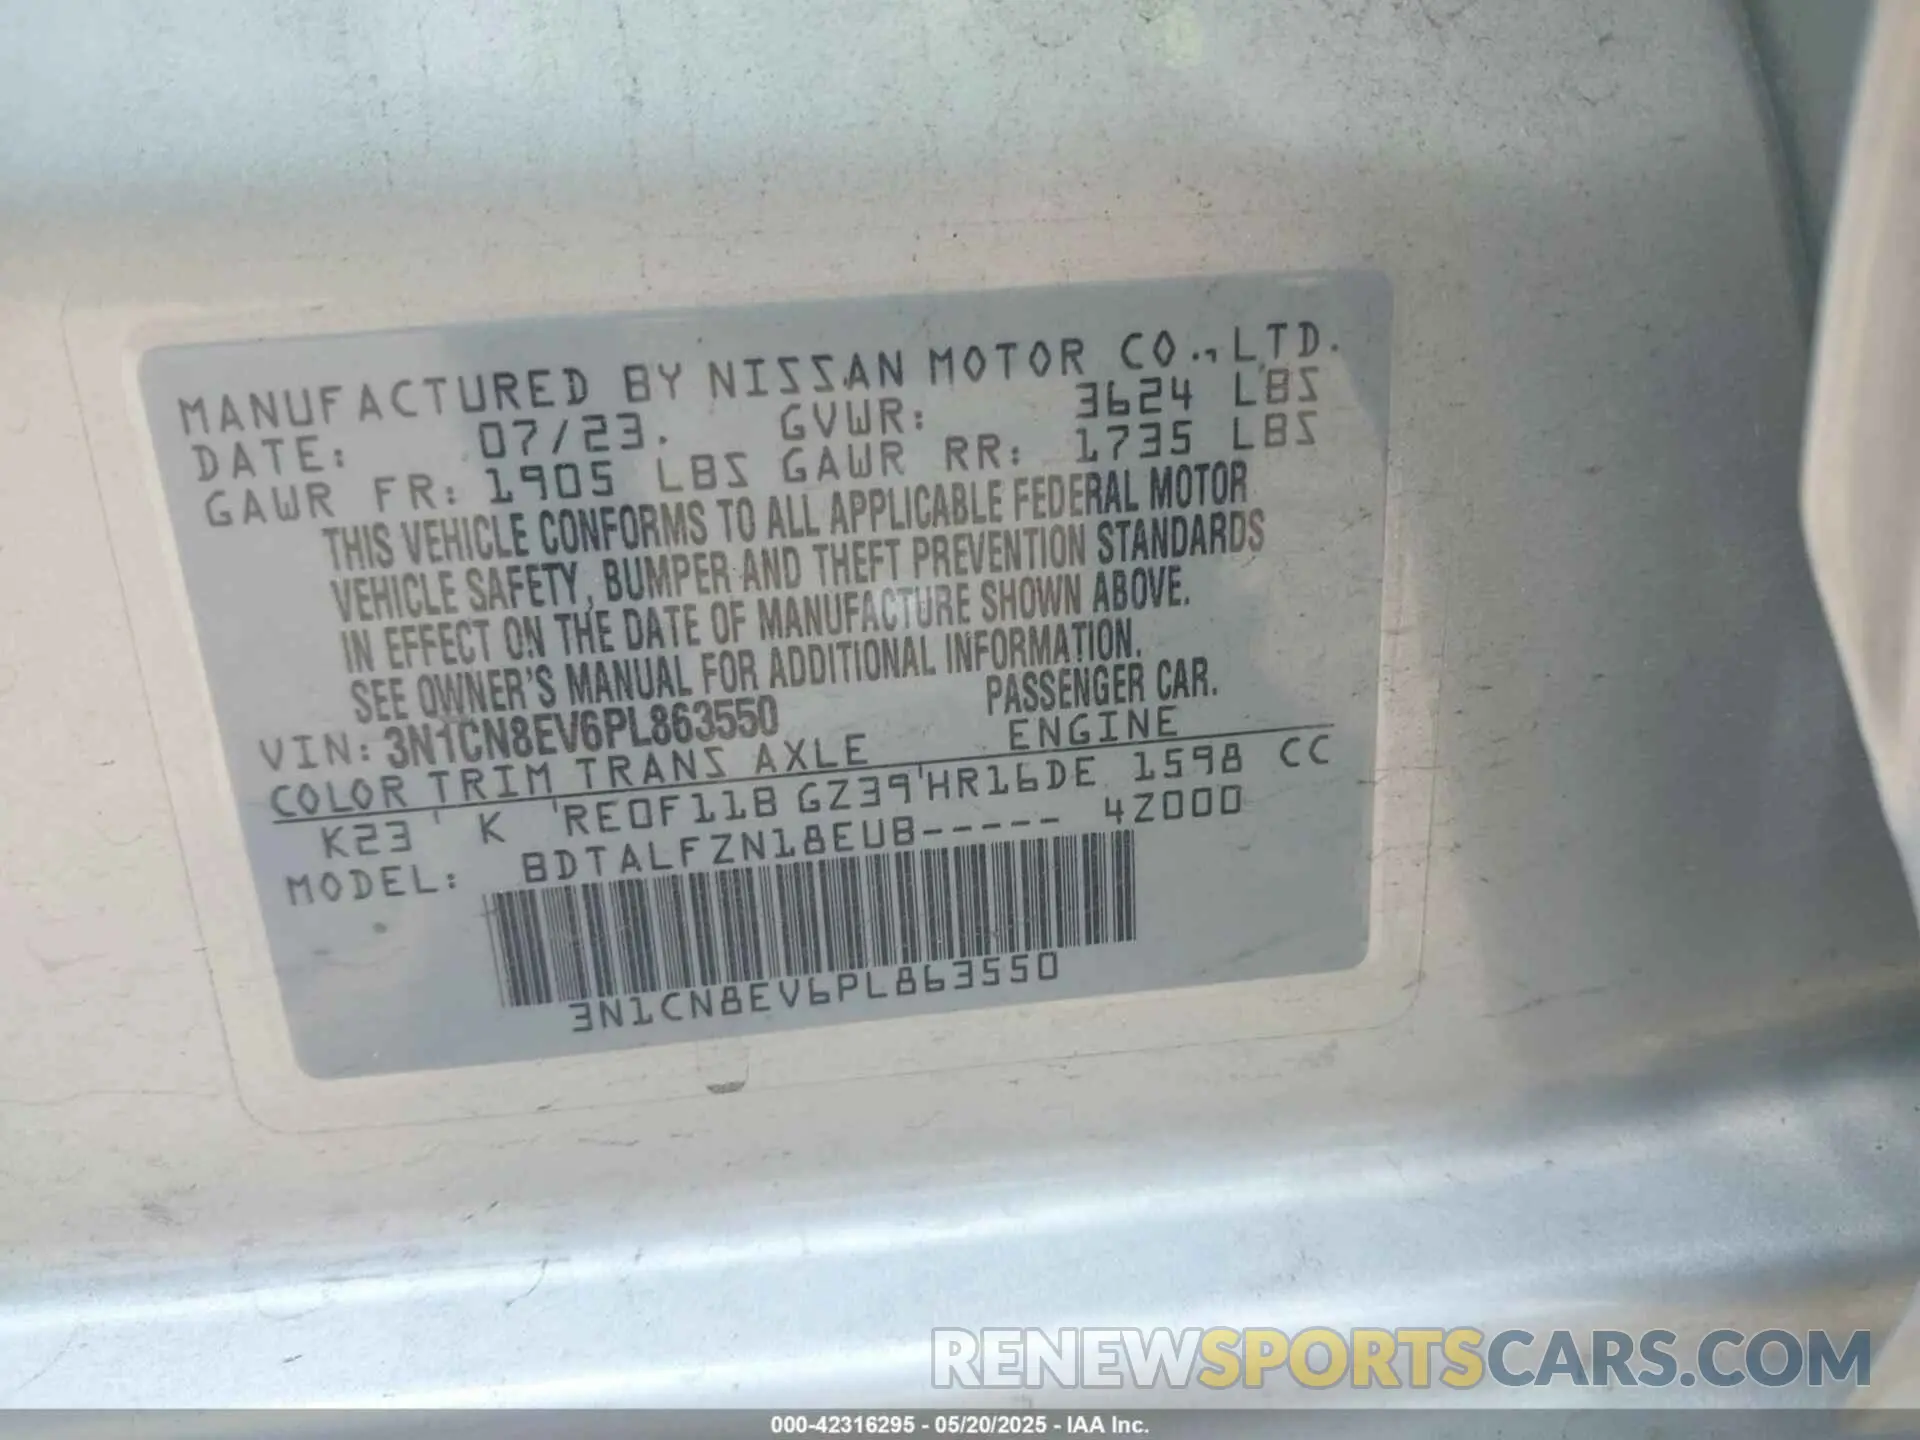 MANUFACTURED BY NISSAN MOTOR CO., LTD.
DATE: 07/23. GVWR: 3624 LBS
GAWR FR: 1905 LBS GAWR RR: 1735 LBS
THIS VEHICLE CONFORMS TO ALL APPLICABLE FEDERAL MOTOR
VEHICLE SAFETY, BUMPER AND THEFT PREVENTION STANDARDS
IN EFFECT ON THE DATE OF MANUFACTURE SHOWN ABOVE.
SEE OWNER'S MANUAL FOR ADDITIONAL INFORMATION.
VIN: 3N1CN8EV6PL863550 PASSENGER CAR.
COLOR TRIM TRANS AXLE ENGINE
K23 ' K 'RE0F11B GZ39'HR16DE 1598 CC
MODEL: BDTALFZN18EUB----- 4Z000
3N1CN8EV6PL863550
RENEWSPORTSCARS.COM
000-42316295 - 05/20/2025 - IAA Inc.